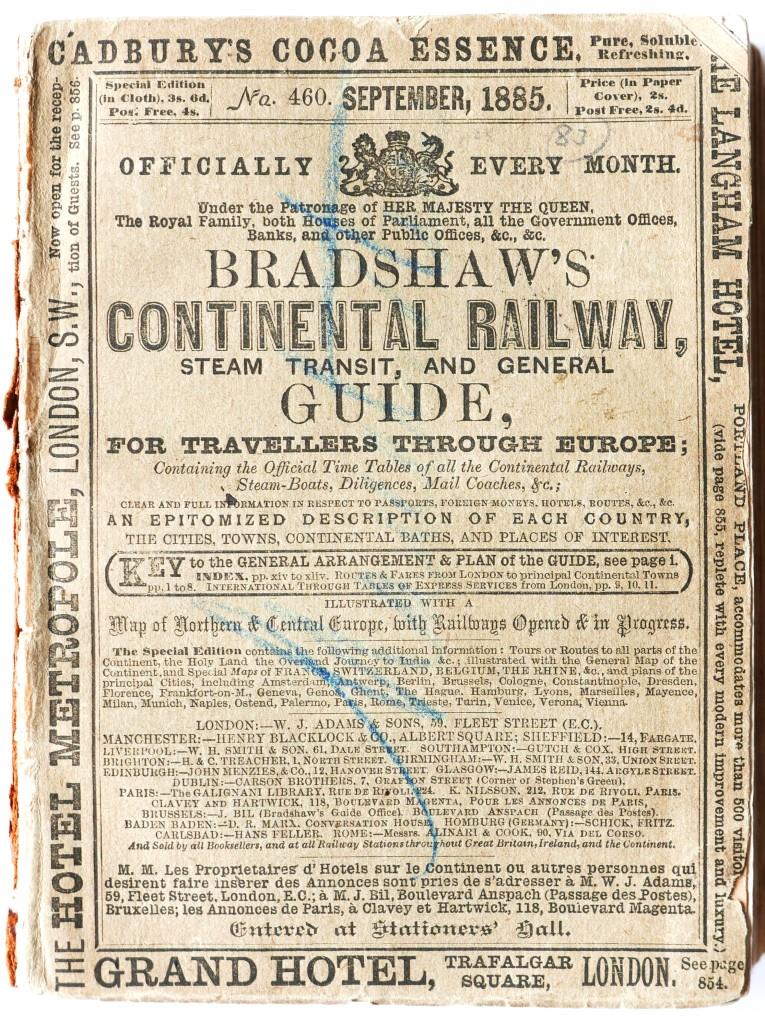 CADBURY'S COCOA ESSENCE, Pure, Soluble
Refreshing.
Special Edition
(in Cloth), 3s. 6d.
Post Free, 4s.
No. 460. SEPTEMBER, 1885.
Price (in Paper
Cover), 2s.
Post Free, 2s. 4d.
83
OFFICIALLY EVERY MONTH.
Under the Patronage of HER MAJESTY THE QUEEN,
The Royal Family, both Houses of Parliament, all the Government Offices,
Banks, and other Public Offices, &c., &c.
BRADSHAW'S
CONTINENTAL RAILWAY,
STEAM TRANSIT, AND GENERAL
GUIDE,
FOR TRAVELLERS THROUGH EUROPE;
Containing the Official Time Tables of all the Continental Railways,
Steam-Boats, Diligences, Mail Coaches, &c.;
CLEAR AND FULL INFORMATION IN RESPECT TO PASSPORTS, FOREIGN MONEYS, HOTELS, ROUTES, &c., &c.
AN EPITOMIZED DESCRIPTION OF EACH COUNTRY,
THE CITIES, TOWNS, CONTINENTAL BATHS, AND PLACES OF INTEREST.
KEY to the GENERAL ARRANGEMENT & PLAN of the GUIDE, see page 1.
INDEX, pp. xiv to xliv. ROUTES & FARES FROM LONDON to principal Continental Towns
pp. 1 to 8. INTERNATIONAL THROUGH TABLES OF EXPRESS SERVICES from London, pp. 9, 10, 11.
ILLUSTRATED WITH A
Map of Northern & Central Europe, with Railways Opened & in Progress.
The Special Edition contains the following additional information: Tours or Routes to all parts of the
Continent, the Holy Land the Overland Journey to India &c.; illustrated with the General Map of the
Continent, and Special Maps of FRANCE, SWITZERLAND, BELGIUM, THE RHINE, &c., and plans of the
principal Cities, including Amsterdam, Antwerp, Berlin, Brussels, Cologne, Constantinople, Dresden,
Florence, Frankfort-on-M., Geneva, Genoa, Ghent, The Hague, Hamburg, Lyons, Marseilles, Mayence,
Milan, Munich, Naples, Ostend, Palermo, Paris, Rome, Trieste, Turin, Venice, Verona, Vienna.
LONDON:—W. J. ADAMS & SONS, 59, FLEET STREET (E.C.).
MANCHESTER:—HENRY BLACKLOCK & CO., ALBERT SQUARE; SHEFFIELD:—14, FARGATE.
LIVERPOOL:—W. H. SMITH & SON, 61, DALE STREET. SOUTHAMPTON:—GUTCH & COX, HIGH STREET.
BRIGHTON:—H. & C. TREACHER, 1, NORTH STREET. BIRMINGHAM:—W. H. SMITH & SON, 33, UNION STREET.
EDINBURGH:—JOHN MENZIES, & Co., 12, HANOVER STREET. GLASGOW:—JAMES REID, 144, ARGYLE STREET.
DUBLIN:—CARSON BROTHERS, 7, GRAFTON STREET (Corner of Stephen's Green).
PARIS:—The GALIGNANI LIBRARY, RUE DE RIVOLI, 224. K. NILSSON, 212, RUE DE RIVOLI, PARIS.
CLAVEY AND HARTWICK, 118, BOULEVARD MAGENTA, POUR LES ANNONCES DE PARIS,
BRUSSELS:—J. BIL (Bradshaw's Guide Office). BOULEVARD ANSPACH (Passage des Postes).
BADEN BADEN:—D. R. MARX, CONVERSATION HOUSE. HOMBURG (GERMANY):—SCHICK, FRITZ.
CARLSBAD:—HANS FELLER. ROME:—Messrs. ALINARI & COOK, 90, VIA DEL CORSO.
And Sold by all Booksellers, and at all Railway Stations throughout Great Britain, Ireland, and the Continent.
M. M. Les Proprietaires d'Hotels sur le Continent ou autres personnes qui
desirent faire inserer des Annonces sont priés de s'adresser à M. W. J. Adams,
59, Fleet Street, London, E.C.; à M. J. Bil, Boulevard Anspach (Passage des Postes),
Bruxelles; les Annonces de Paris, à Clavey et Hartwick, 118, Boulevard Magenta.
Entered at Stationers' Hall.
GRAND HOTEL, TRAFALGAR
SQUARE, LONDON. See page
854.
THE HOTEL METROPOLE, LONDON, S.W., Now open for the recep-
tion of Guests. See p. 856.
THE LANGHAM HOTEL, PORTLAND PLACE, accommodates more than 500 visitor
(vide page 855, replete with every modern improvement and luxury.)